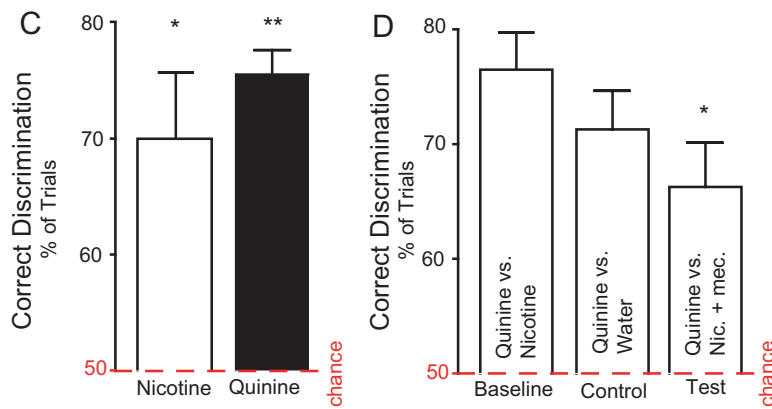 C
Correct Discrimination
% of Trials
80
70
60
50
*
**
Nicotine
Quinine
chance
D
Correct Discrimination
% of Trials
80
70
60
50
*
Quinine vs.
Nicotine
Quinine vs.
Water
Quinine vs.
Nic. + mec.
Baseline
Control
Test
chance